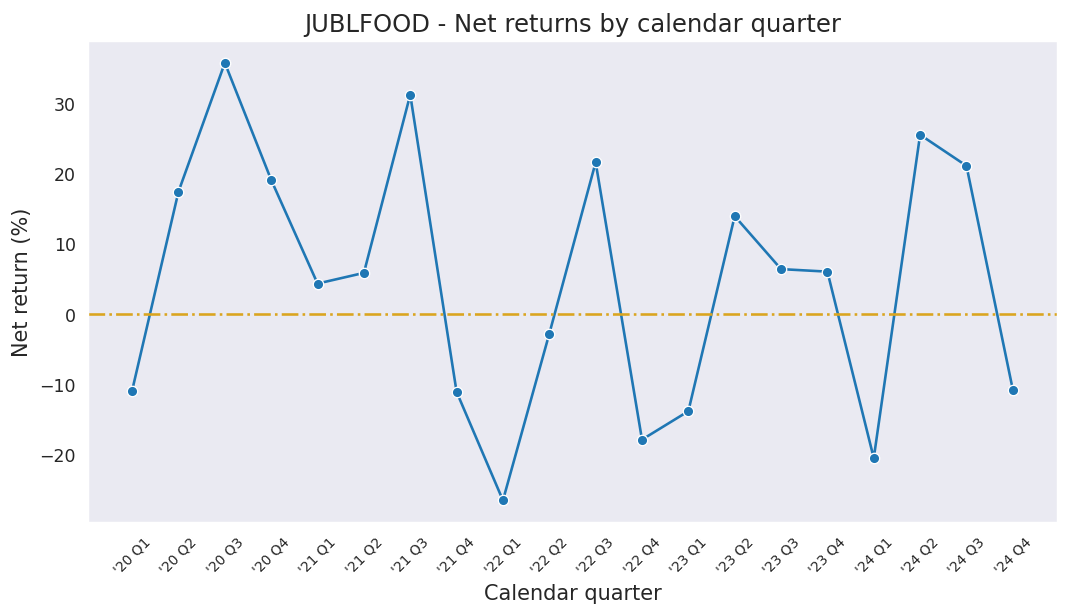 JUBLFOOD - Net returns by calendar quarter
Net return (%)
30
20
10
0
−10
−20
'20 Q1
'20 Q2
'20 Q3
'20 Q4
'21 Q1
'21 Q2
'21 Q3
'21 Q4
'22 Q1
'22 Q2
'22 Q3
'22 Q4
'23 Q1
'23 Q2
'23 Q3
'23 Q4
'24 Q1
'24 Q2
'24 Q3
'24 Q4
Calendar quarter